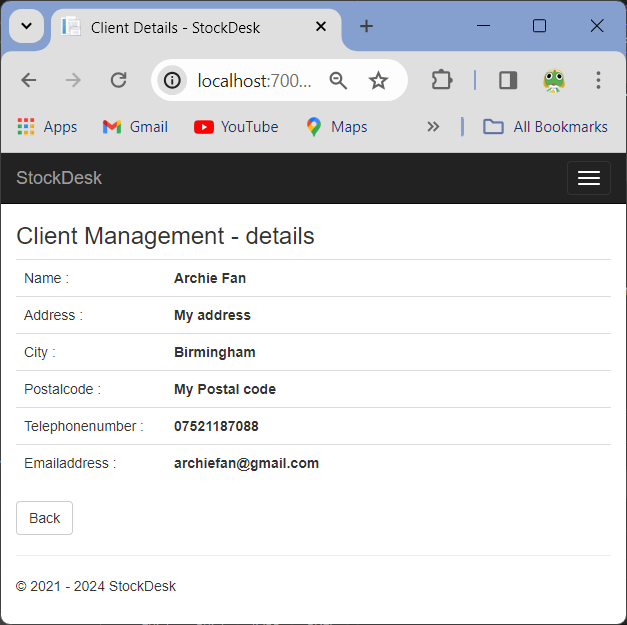 Client Details - StockDesk
localhost:700...
Apps Gmail YouTube Maps All Bookmarks
StockDesk
Client Management - details
Name : Archie Fan
Address : My address
City : Birmingham
Postalcode : My Postal code
Telephonenumber : 07521187088
Emailaddress : archiefan@gmail.com
Back
© 2021 - 2024 StockDesk